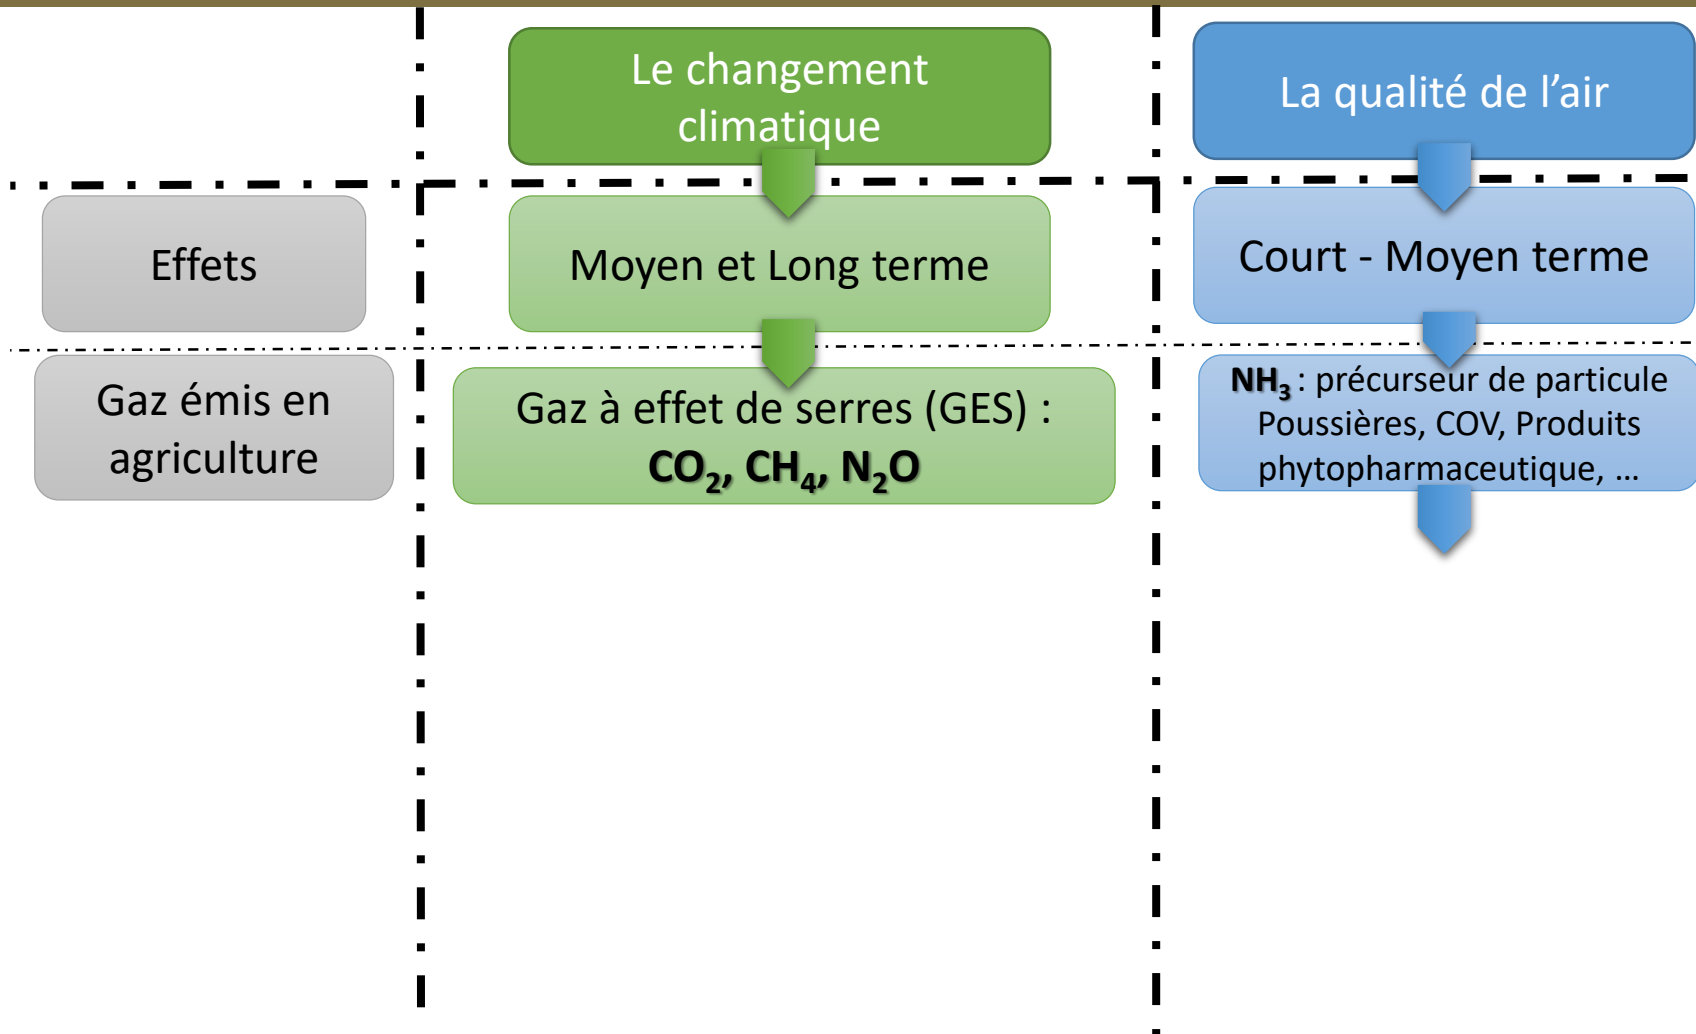 Le changement
climatique
La qualité de l’air
Effets
Moyen et Long terme
Court - Moyen terme
Gaz émis en
agriculture
Gaz à effet de serres (GES) :
CO₂, CH₄, N₂O
NH₃ : précurseur de particule
Poussières, COV, Produits
phytopharmaceutique, ...